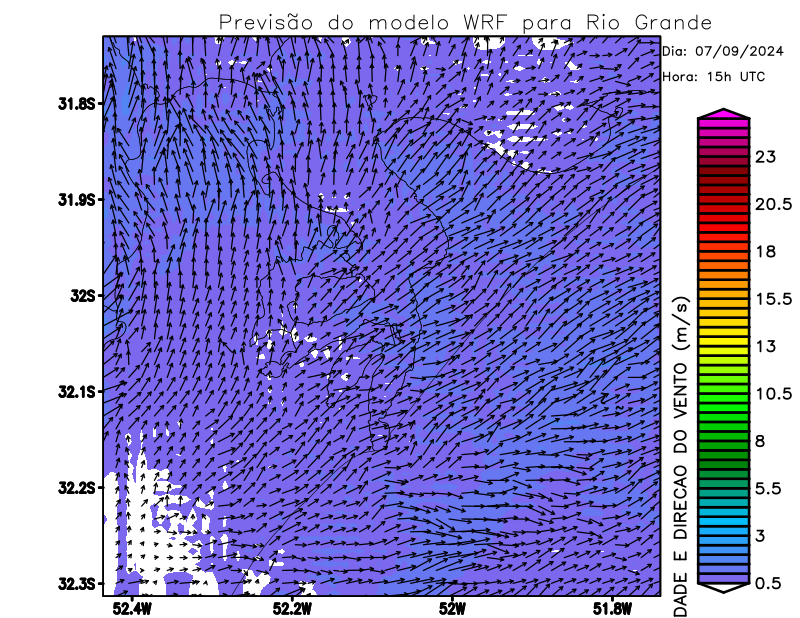 Previsão do modelo WRF para Rio Grande
Dia: 07/09/2024
Hora: 15h UTC
31.8S
31.9S
32S
32.1S
32.2S
32.3S
52.4W
52.2W
52W
51.8W
23
20.5
18
15.5
13
10.5
8
5.5
3
0.5
DADE E DIRECAO DO VENTO (m/s)